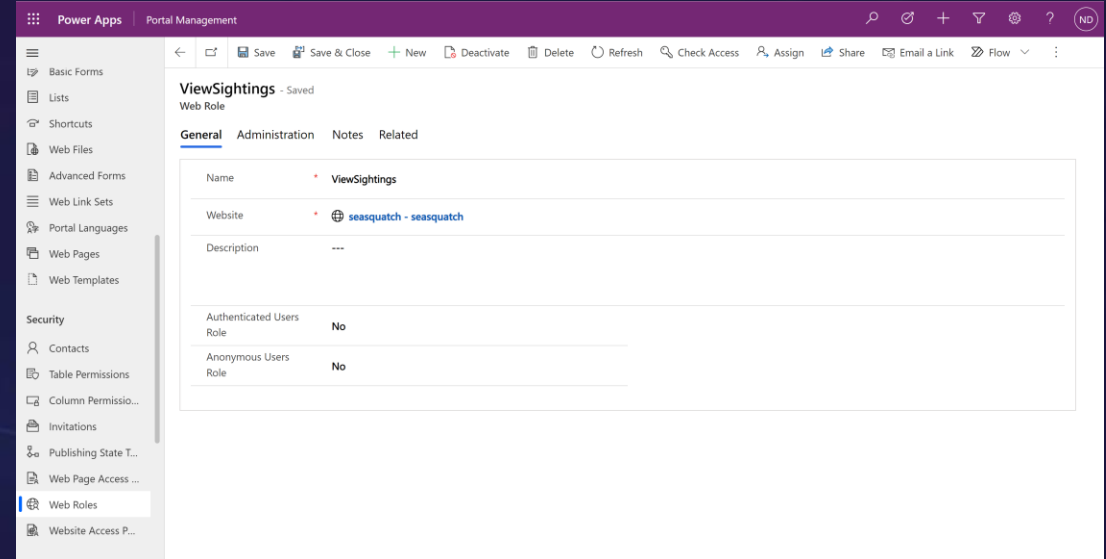 Power Apps Portal Management ? ND
Save Save & Close New Deactivate Delete Refresh Check Access Assign Share Email a Link Flow
Basic Forms
Lists
Shortcuts
Web Files
Advanced Forms
Web Link Sets
Portal Languages
Web Pages
Web Templates
Security
Contacts
Table Permissions
Column Permissio...
Invitations
Publishing State T...
Web Page Access ...
Web Roles
Website Access P...
ViewSightings - Saved
Web Role
General Administration Notes Related
Name * ViewSightings
Website * seasquatch - seasquatch
Description ---
Authenticated Users
Role No
Anonymous Users
Role No